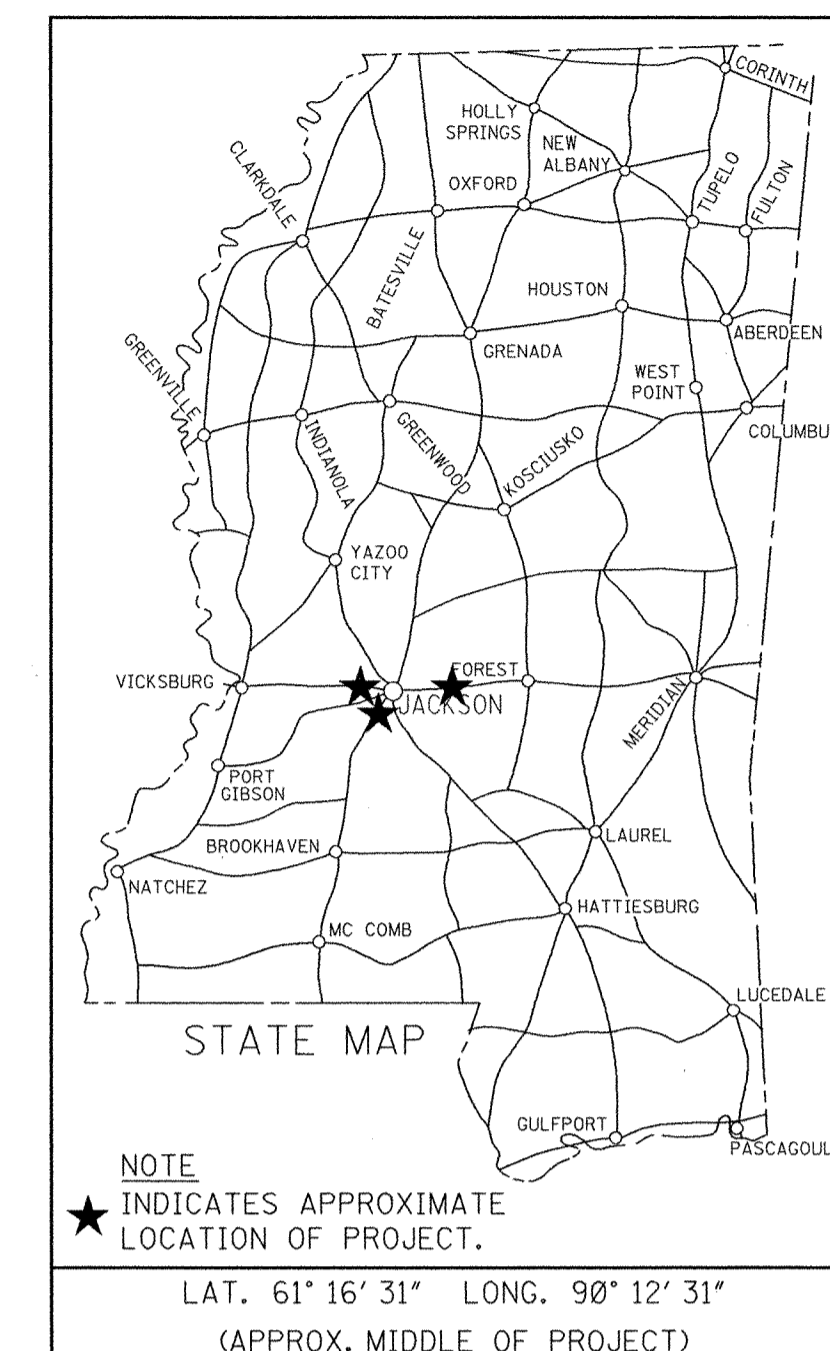 CORINTH
HOLLY
SPRINGS
NEW
ALBANY
CLARKDALE
OXFORD
TUPELO
FULTON
BATESVILLE
HOUSTON
ABERDEEN
GREENVILLE
GRENADA
WEST
POINT
COLUMBU
INDIANOLA
GREENWOOD
KOSCIUSKO
YAZOO
CITY
VICKSBURG
FOREST
JACKSON
MERIDIAN
PORT
GIBSON
BROOKHAVEN
LAUREL
NATCHEZ
HATTIESBURG
MC COMB
LUCEDALE
STATE MAP
GULFPORT
PASCAGOUL
NOTE
INDICATES APPROXIMATE
LOCATION OF PROJECT.
LAT. 61° 16' 31" LONG. 90° 12' 31"
(APPROX. MIDDLE OF PROJECT)